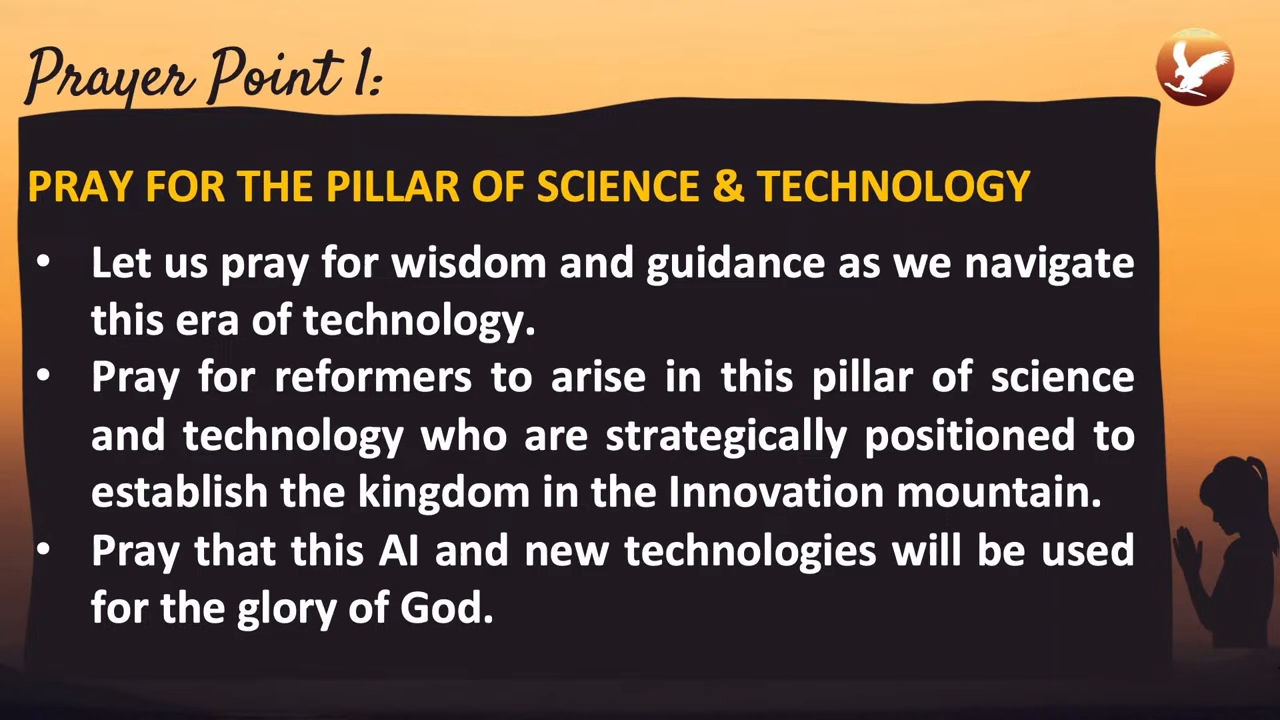 Prayer Point 1:
PRAY FOR THE PILLAR OF SCIENCE & TECHNOLOGY
• Let us pray for wisdom and guidance as we navigate
this era of technology.
• Pray for reformers to arise in this pillar of science
and technology who are strategically positioned to
establish the kingdom in the Innovation mountain.
• Pray that this AI and new technologies will be used
for the glory of God.